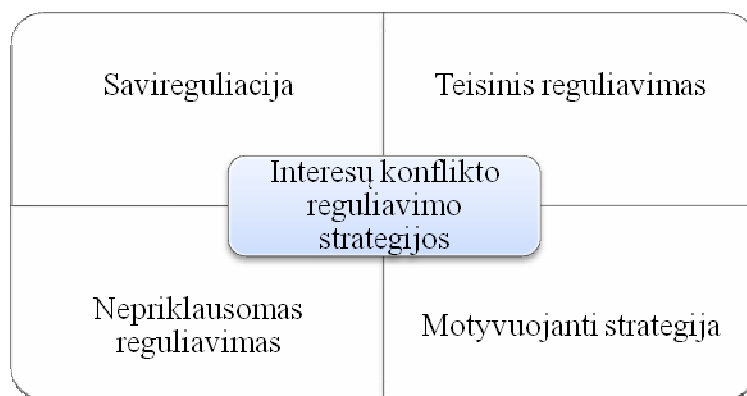 Savireguliacija
Teisinis reguliavimas
Interesų konflikto
reguliavimo
strategijos
Nepriklausomas
reguliavimas
Motyvuojanti strategija